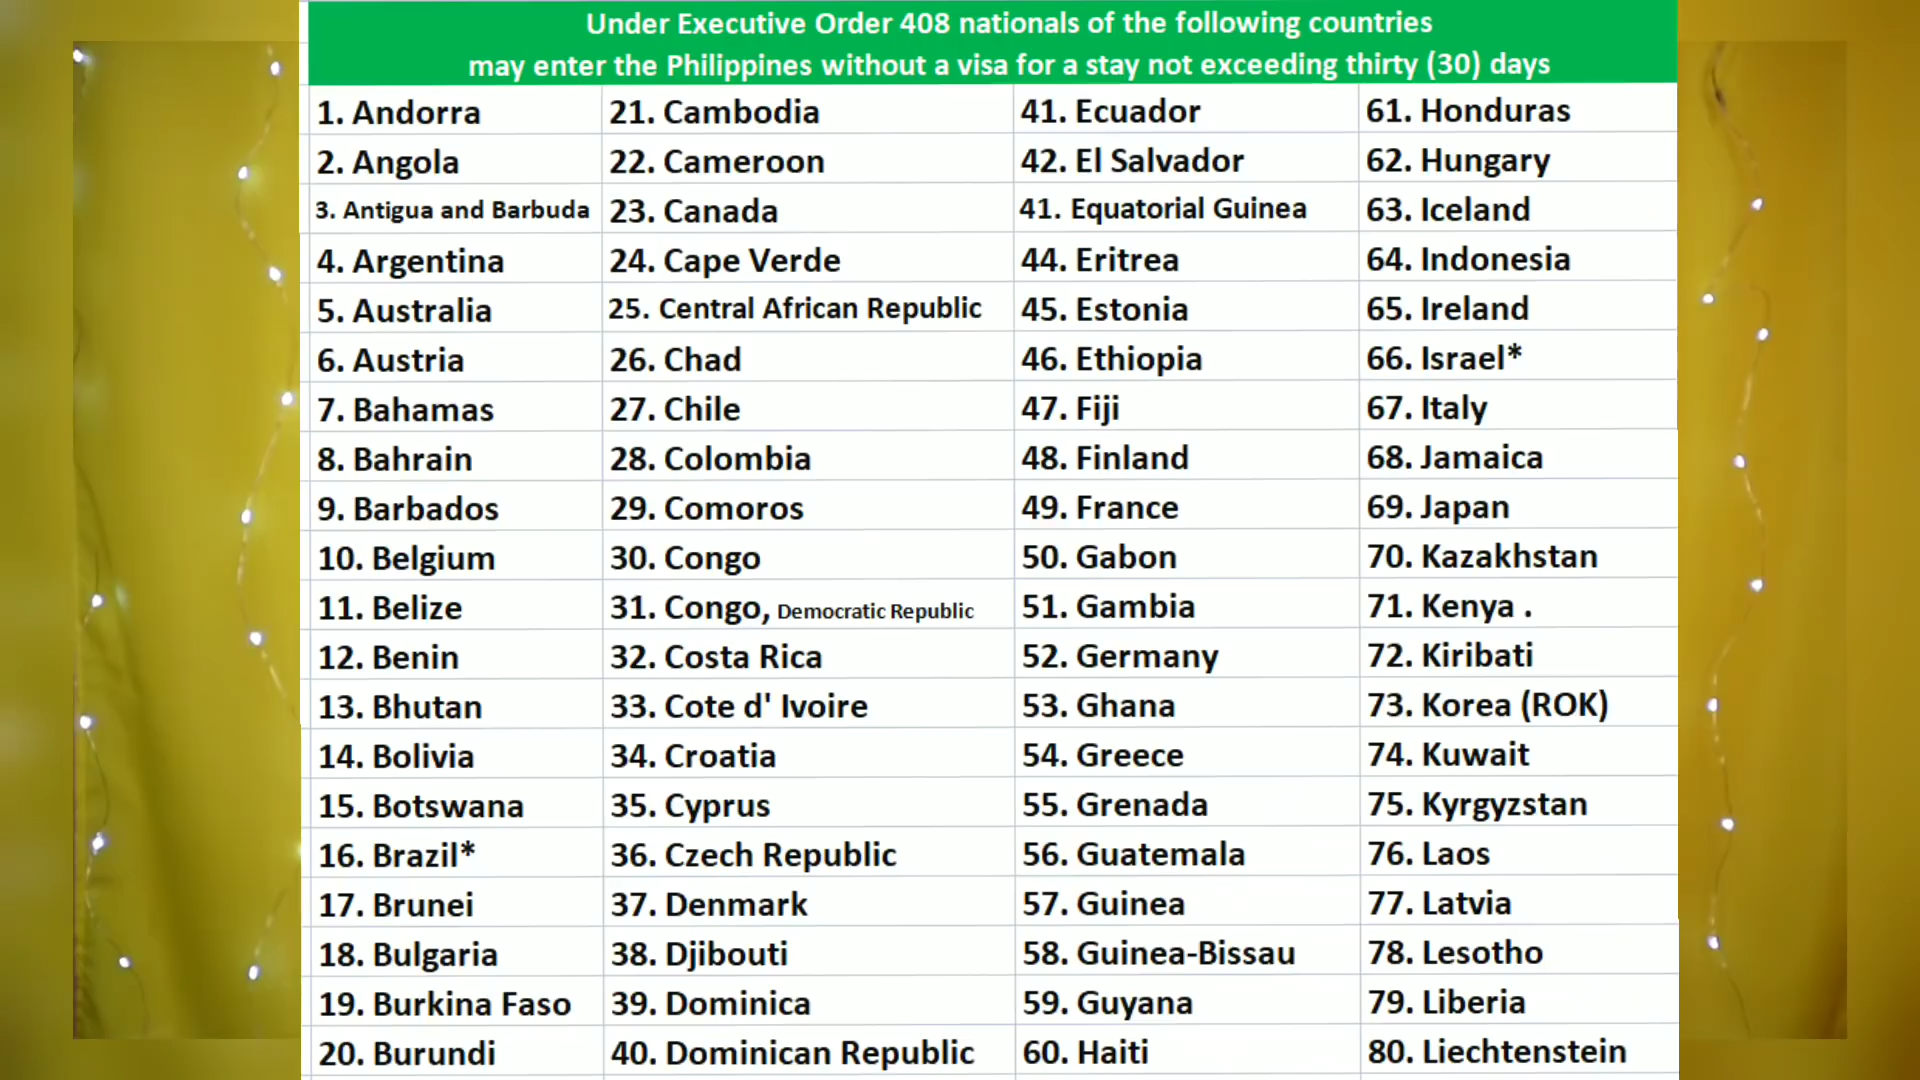 Under Executive Order 408 nationals of the following countries
may enter the Philippines without a visa for a stay not exceeding thirty (30) days
1. Andorra
2. Angola
3. Antigua and Barbuda
4. Argentina
5. Australia
6. Austria
7. Bahamas
8. Bahrain
9. Barbados
10. Belgium
11. Belize
12. Benin
13. Bhutan
14. Bolivia
15. Botswana
16. Brazil*
17. Brunei
18. Bulgaria
19. Burkina Faso
20. Burundi
21. Cambodia
22. Cameroon
23. Canada
24. Cape Verde
25. Central African Republic
26. Chad
27. Chile
28. Colombia
29. Comoros
30. Congo
31. Congo, Democratic Republic
32. Costa Rica
33. Cote d' Ivoire
34. Croatia
35. Cyprus
36. Czech Republic
37. Denmark
38. Djibouti
39. Dominica
40. Dominican Republic
41. Ecuador
42. El Salvador
41. Equatorial Guinea
44. Eritrea
45. Estonia
46. Ethiopia
47. Fiji
48. Finland
49. France
50. Gabon
51. Gambia
52. Germany
53. Ghana
54. Greece
55. Grenada
56. Guatemala
57. Guinea
58. Guinea-Bissau
59. Guyana
60. Haiti
61. Honduras
62. Hungary
63. Iceland
64. Indonesia
65. Ireland
66. Israel*
67. Italy
68. Jamaica
69. Japan
70. Kazakhstan
71. Kenya .
72. Kiribati
73. Korea (ROK)
74. Kuwait
75. Kyrgyzstan
76. Laos
77. Latvia
78. Lesotho
79. Liberia
80. Liechtenstein